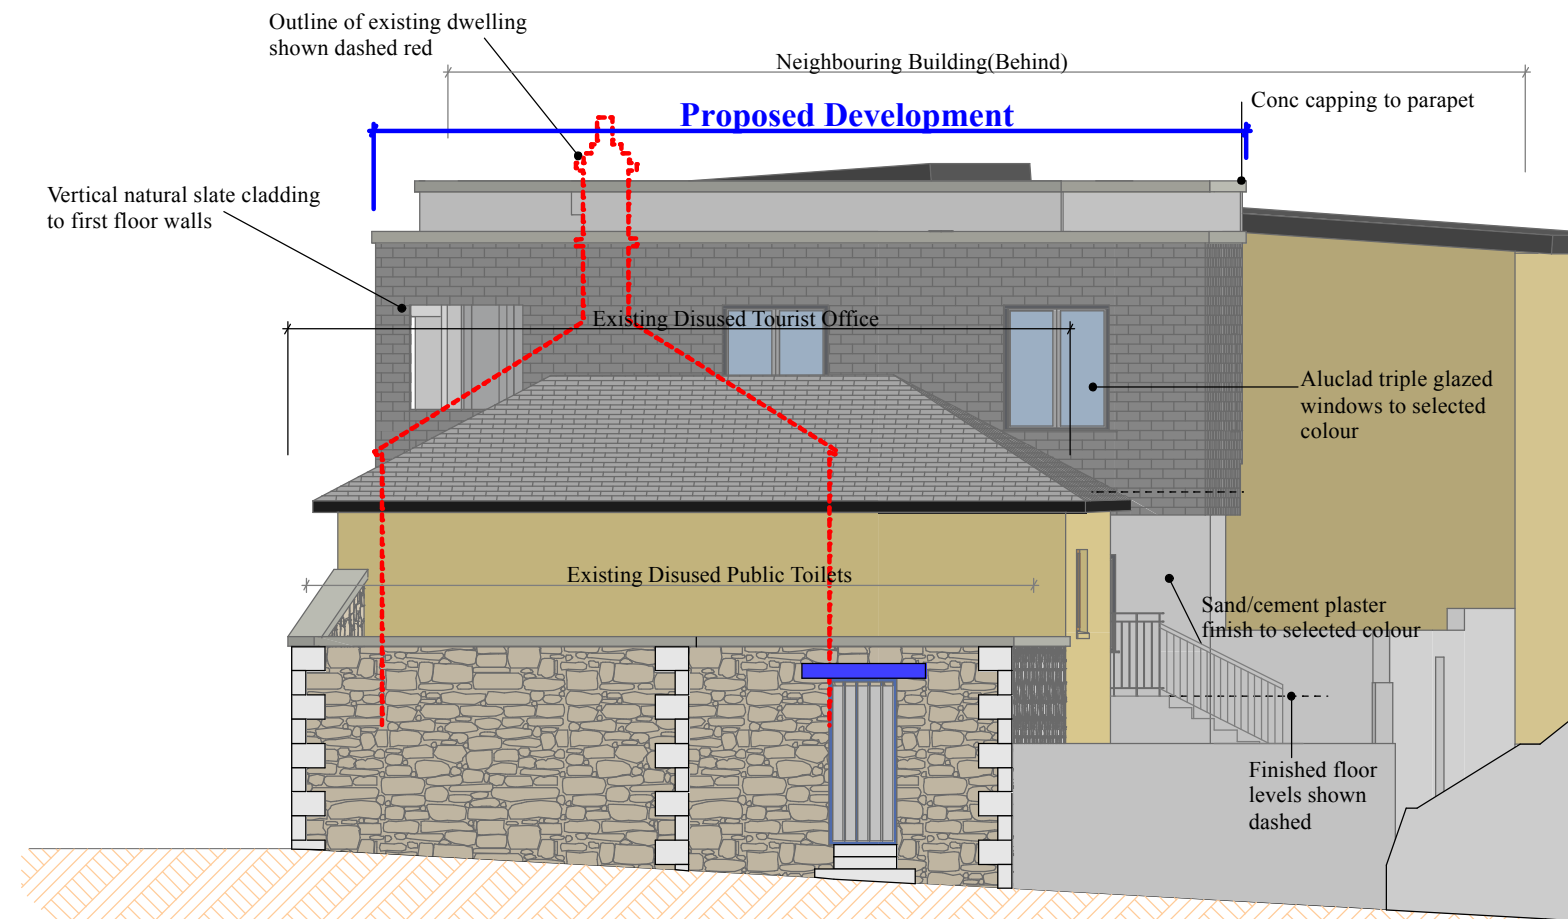 Outline of existing dwelling
shown dashed red
Neighbouring Building(Behind)
Proposed Development
Conc capping to parapet
Vertical natural slate cladding
to first floor walls
Existing Disused Tourist Office
Aluclad triple glazed
windows to selected
colour
Existing Disused Public Toilets
Sand/cement plaster
finish to selected colour
Finished floor
levels shown
dashed